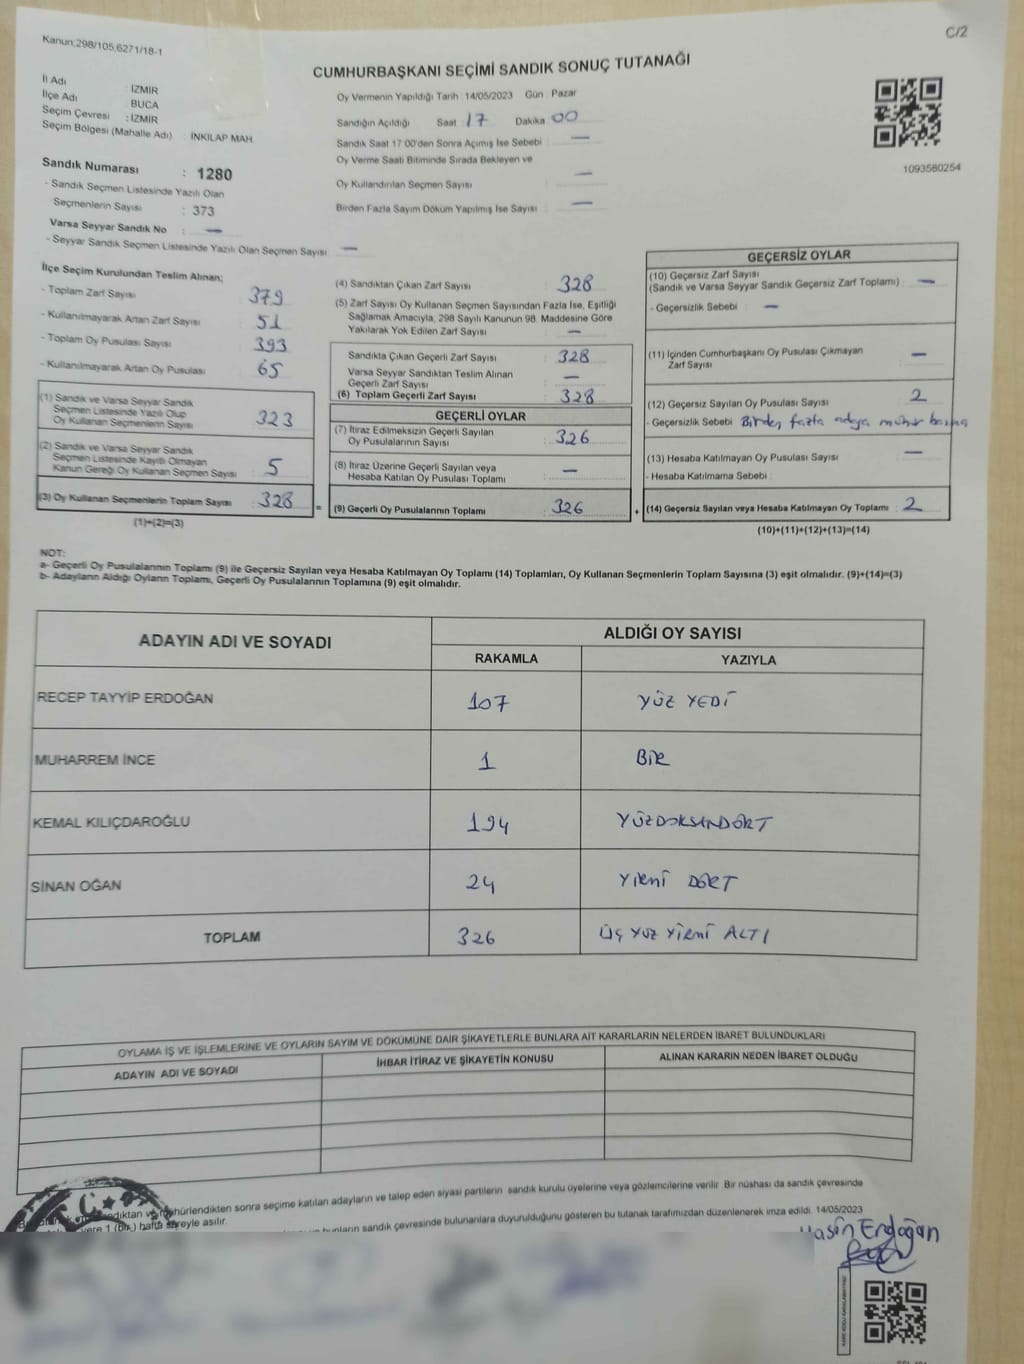 Kanun,298/105,6271/18-1
C/2
CUMHURBAŞKANI SEÇİMİ SANDIK SONUÇ TUTANAĞI
İl Adı : İZMİR
İlçe Adı : BUCA
Seçim Çevresi : İZMİR
Seçim Bölgesi (Mahalle Adı) : İNKILAP MAH
Oy Vermenin Yapıldığı Tarih 14/05/2023 Gün : Pazar
Sandığın Açıldığı Saat 17 Dakika 00
Sandık Saat 17:00'den Sonra Açımış İse Sebebi : —
Oy Verme Saati Bitiminde Sırada Bekleyen ve
Oy Kullandırılan Seçmen Sayısı —
Birden Fazla Sayım Döküm Yapılmış İse Sayısı : —
1093580254
Sandık Numarası : 1280
- Sandık Seçmen Listesinde Yazılı Olan
Seçmenlerin Sayısı : 373
Varsa Seyyar Sandık No : —
- Seyyar Sandık Seçmen Listesinde Yazılı Olan Seçmen Sayısı : —
İlçe Seçim Kurulundan Teslim Alınan;
- Toplam Zarf Sayısı : 379
- Kullanılmayarak Artan Zarf Sayısı : 51
- Toplam Oy Pusulası Sayısı : 393
- Kullanılmayarak Artan Oy Pusulası : 65
(1) Sandık ve Varsa Seyyar Sandık
Seçmen Listesinde Yazılı Olup
Oy Kullanan Seçmenlerin Sayısı : 323
(2) Sandık ve Varsa Seyyar Sandık
Seçmen Listesinde Kayıtlı Olmayan
Kanun Gereği Oy Kullanan Seçmen Sayısı : 5
(3) Oy Kullanan Seçmenlerin Toplam Sayısı : 328
(1)+(2)=(3)
(4) Sandıktan Çıkan Zarf Sayısı : 328
(5) Zarf Sayısı Oy Kullanan Seçmen Sayısından Fazla İse, Eşitliği
Sağlamak Amacıyla, 298 Sayılı Kanunun 98. Maddesine Göre
Yakılarak Yok Edilen Zarf Sayısı : —
Sandıkta Çıkan Geçerli Zarf Sayısı : 328
Varsa Seyyar Sandıktan Teslim Alınan
Geçerli Zarf Sayısı : —
(6) Toplam Geçerli Zarf Sayısı : 328
GEÇERLİ OYLAR
(7) İtiraz Edilmeksizin Geçerli Sayılan
Oy Pusulalarının Sayısı : 326
(8) İtiraz Üzerine Geçerli Sayılan veya
Hesaba Katılan Oy Pusulası Toplamı : —
= (9) Geçerli Oy Pusulalarının Toplamı : 326
GEÇERSİZ OYLAR
(10) Geçersiz Zarf Sayısı
(Sandık ve Varsa Seyyar Sandık Geçersiz Zarf Toplamı) : —
- Geçersizlik Sebebi : —
(11) İçinden Cumhurbaşkanı Oy Pusulası Çıkmayan
Zarf Sayısı : —
(12) Geçersiz Sayılan Oy Pusulası Sayısı : 2
- Geçersizlik Sebebi Birden fazla adaya mühür basma
(13) Hesaba Katılmayan Oy Pusulası Sayısı : —
- Hesaba Katılmama Sebebi :
+ (14) Geçersiz Sayılan veya Hesaba Katılmayan Oy Toplamı : 2
(10)+(11)+(12)+(13)=(14)
NOT:
a- Geçerli Oy Pusulalarının Toplamı (9) ile Geçersiz Sayılan veya Hesaba Katılmayan Oy Toplamı (14) Toplamları, Oy Kullanan Seçmenlerin Toplam Sayısına (3) eşit olmalıdır. (9)+(14)=(3)
b- Adayların Aldığı Oyların Toplamı, Geçerli Oy Pusulalarının Toplamına (9) eşit olmalıdır.
ADAYIN ADI VE SOYADI
ALDIĞI OY SAYISI
RAKAMLA YAZIYLA
RECEP TAYYİP ERDOĞAN 107 YÜZ YEDİ
MUHARREM İNCE 1 BİR
KEMAL KILIÇDAROĞLU 194 YÜZDOKSANDÖRT
SİNAN OĞAN 24 YİRMİ DÖRT
TOPLAM 326 ÜÇ YÜZ YİRMİ ALTI
OYLAMA İŞ VE İŞLEMLERİNE VE OYLARIN SAYIM VE DÖKÜMÜNE DAİR ŞİKAYETLERLE BUNLARA AİT KARARLARIN NELERDEN İBARET BULUNDUKLARI
ADAYIN ADI VE SOYADI İHBAR İTİRAZ VE ŞİKAYETİN KONUSU ALINAN KARARIN NEDEN İBARET OLDUĞU
sonra seçime katılan adayların ve talep eden siyasi partilerin sandık kurulu üyelerine veya gözlemcilerine verilir. Bir nüshası da sandık çevresinde
1 (bir) hafta süreyle asılır.
sandık çevresinde bulunanlara duyurulduğunu gösteren bu tutanak tarafımızdan düzenlenerek imza edildi. 14/05/2023
Erdoğan